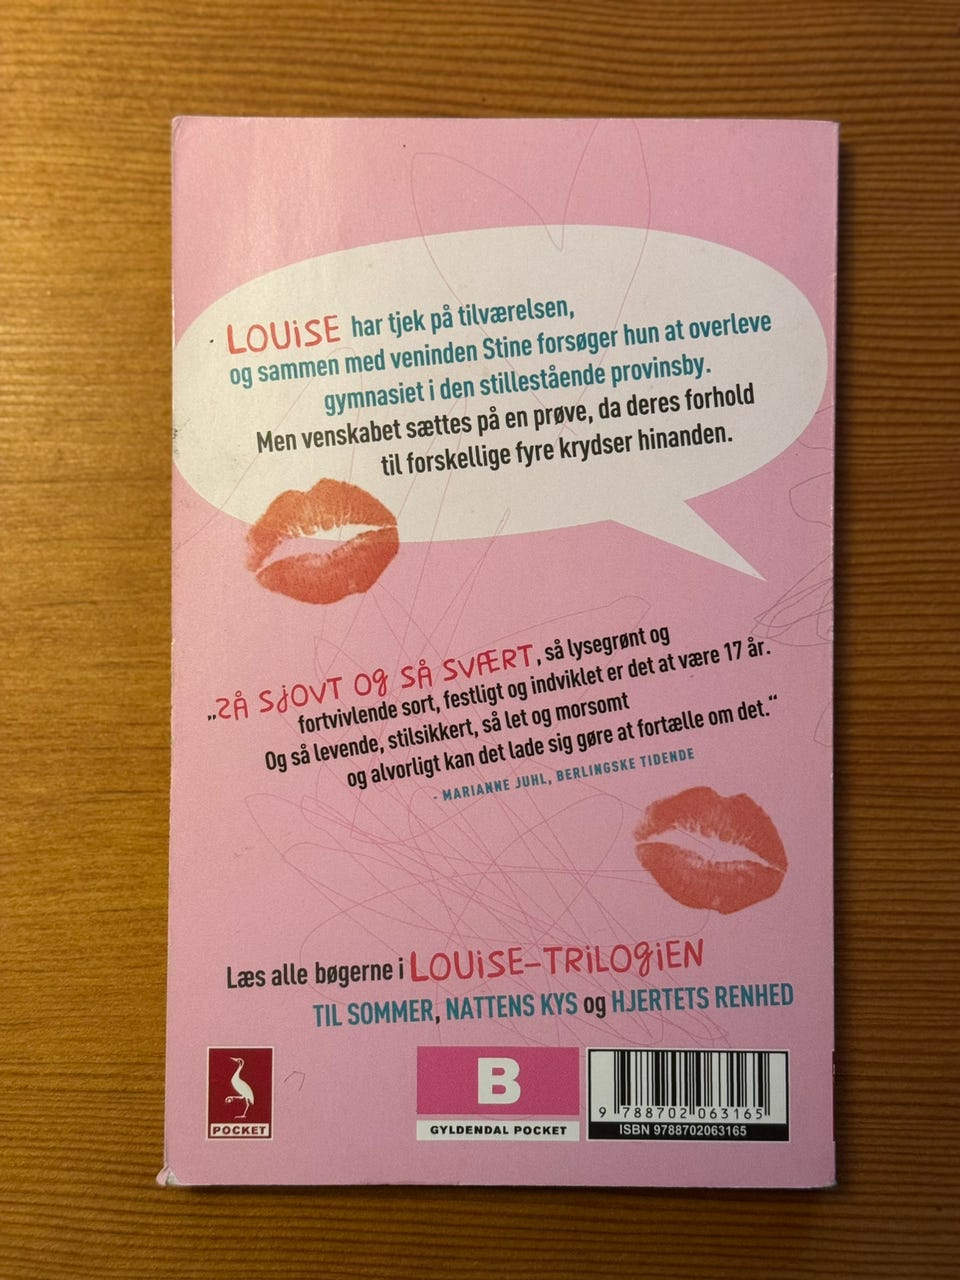 LOUiSE har tjek på tilværelsen,
og sammen med veninden Stine forsøger hun at overleve
gymnasiet i den stillestående provinsby.
Men venskabet sættes på en prøve, da deres forhold
til forskellige fyre krydser hinanden.
„SÅ SJOVT Og SÅ SVÆRT, så lysegrønt og
fortvivlende sort, festligt og indviklet er det at være 17 år.
Og så levende, stilsikkert, så let og morsomt
og alvorligt kan det lade sig gøre at fortælle om det.“
- MARIANNE JUHL, BERLINGSKE TIDENDE
Læs alle bøgerne i LOUiSE-TRiLOgiEN
TIL SOMMER, NATTENS KYS og HJERTETS RENHED
POCKET
B
GYLDENDAL POCKET
9 788702 063165
ISBN 9788702063165